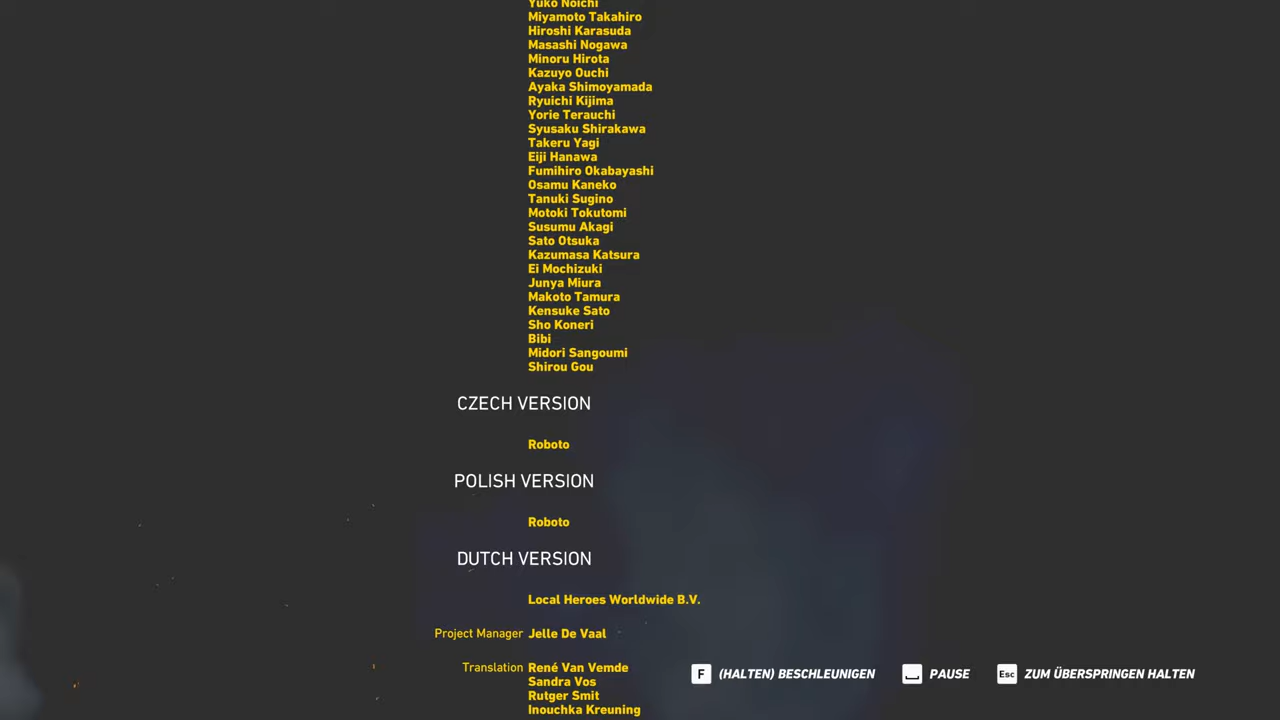 Yuko Noichi
Miyamoto Takahiro
Hiroshi Karasuda
Masashi Nogawa
Minoru Hirota
Kazuyo Ouchi
Ayaka Shimoyamada
Ryuichi Kijima
Yorie Terauchi
Syusaku Shirakawa
Takeru Yagi
Eiji Hanawa
Fumihiro Okabayashi
Osamu Kaneko
Tanuki Sugino
Motoki Tokutomi
Susumu Akagi
Sato Otsuka
Kazumasa Katsura
Ei Mochizuki
Junya Miura
Makoto Tamura
Kensuke Sato
Sho Koneri
Bibi
Midori Sangoumi
Shirou Gou
CZECH VERSION
Roboto
POLISH VERSION
Roboto
DUTCH VERSION
Local Heroes Worldwide B.V.
Project Manager Jelle De Vaal
Translation René Van Vemde
Sandra Vos
Rutger Smit
Inouchka Kreuning
F (HALTEN) BESCHLEUNIGEN PAUSE Esc ZUM ÜBERSPRINGEN HALTEN